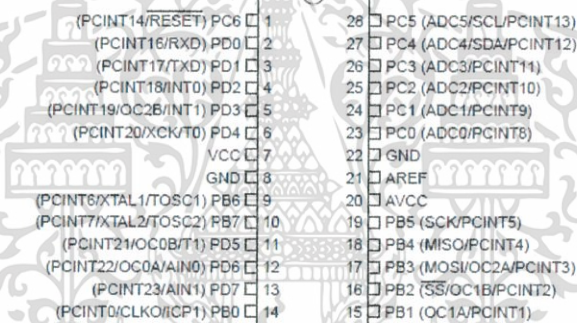 (PCINT14/RESET) PC6 1 28 PC5 (ADC5/SCL/PCINT13)
(PCINT16/RXD) PD0 2 27 PC4 (ADC4/SDA/PCINT12)
(PCINT17/TXD) PD1 3 26 PC3 (ADC3/PCINT11)
(PCINT18/INT0) PD2 4 25 PC2 (ADC2/PCINT10)
(PCINT19/OC2B/INT1) PD3 5 24 PC1 (ADC1/PCINT9)
(PCINT20/XCK/T0) PD4 6 23 PC0 (ADC0/PCINT8)
VCC 7 22 GND
GND 8 21 AREF
(PCINT6/XTAL1/TOSC1) PB6 9 20 AVCC
(PCINT7/XTAL2/TOSC2) PB7 10 19 PB5 (SCK/PCINT5)
(PCINT21/OC0B/T1) PD5 11 18 PB4 (MISO/PCINT4)
(PCINT22/OC0A/AIN0) PD6 12 17 PB3 (MOSI/OC2A/PCINT3)
(PCINT23/AIN1) PD7 13 16 PB2 (SS/OC1B/PCINT2)
(PCINT0/CLKO/ICP1) PB0 14 15 PB1 (OC1A/PCINT1)